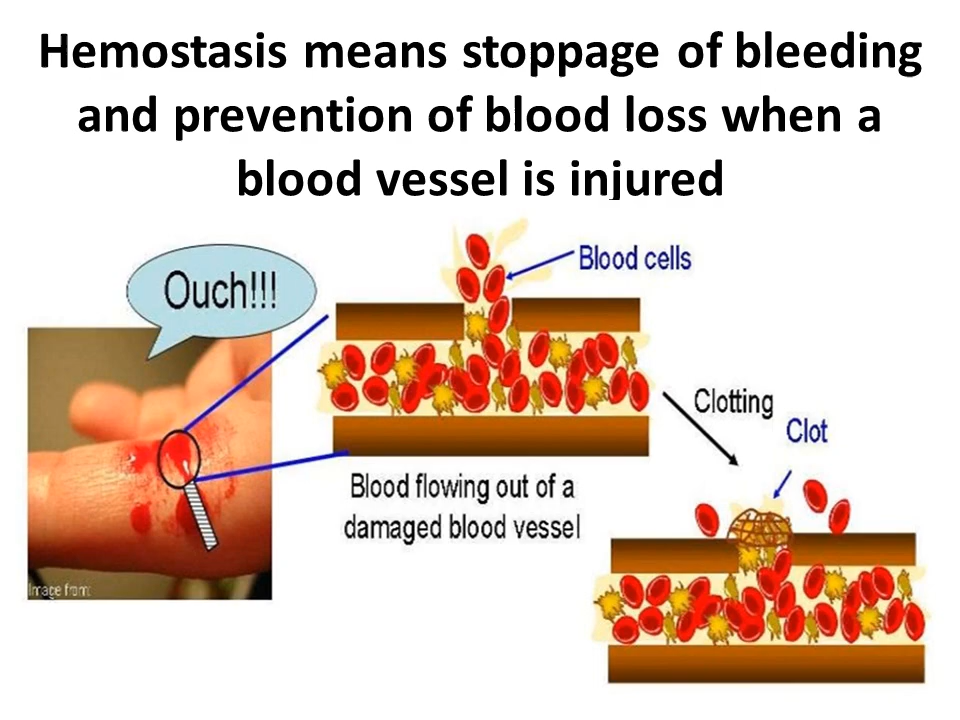 Hemostasis means stoppage of bleeding
and prevention of blood loss when a
blood vessel is injured
Ouch!!!
Blood cells
Clotting
Clot
Blood flowing out of a
damaged blood vessel
Image from: